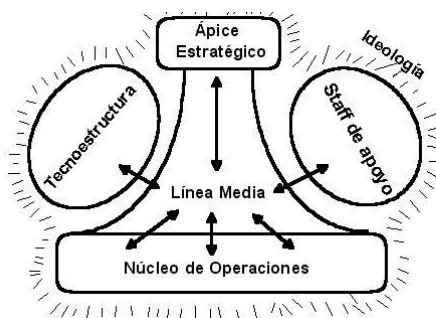 Ápice
Estratégico
Ideología
Tecnoestructura
Staff de apoyo
Línea Media
Núcleo de Operaciones